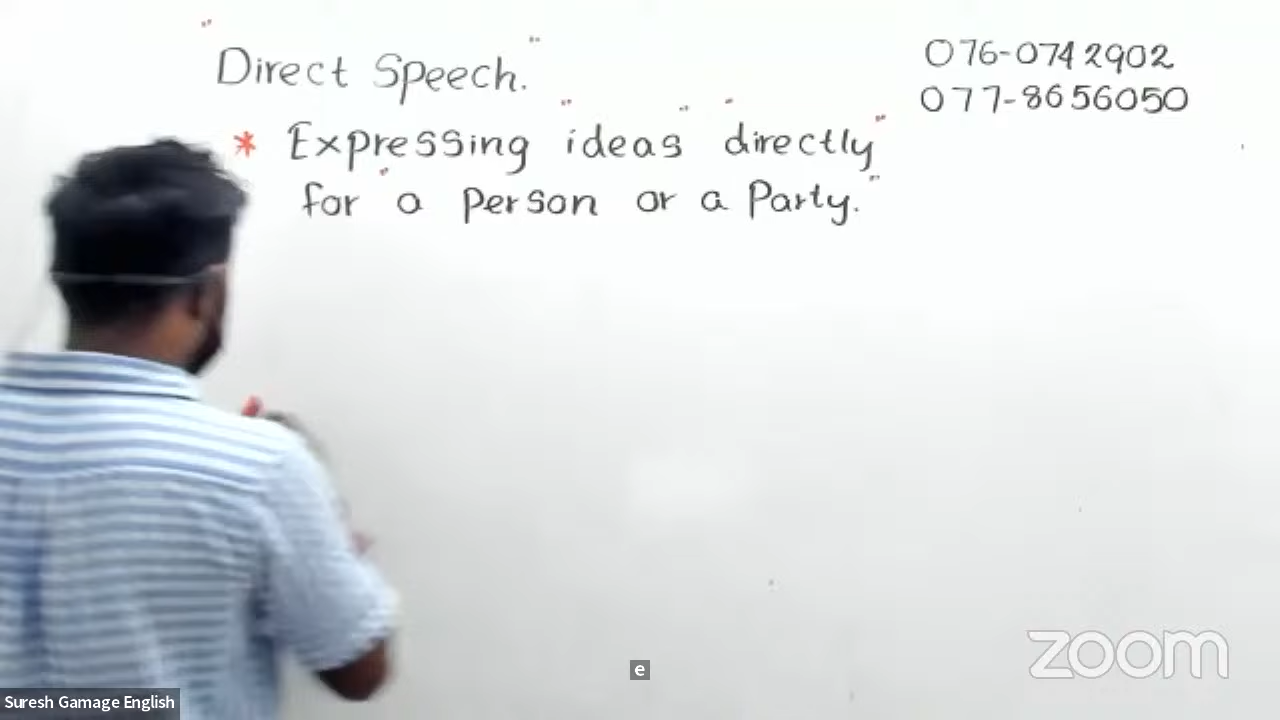 "Direct Speech."
* Expressing "ideas" "directly"
for "a person or a Party."
076-0742902
077-8656050
zoom
e
Suresh Gamage English